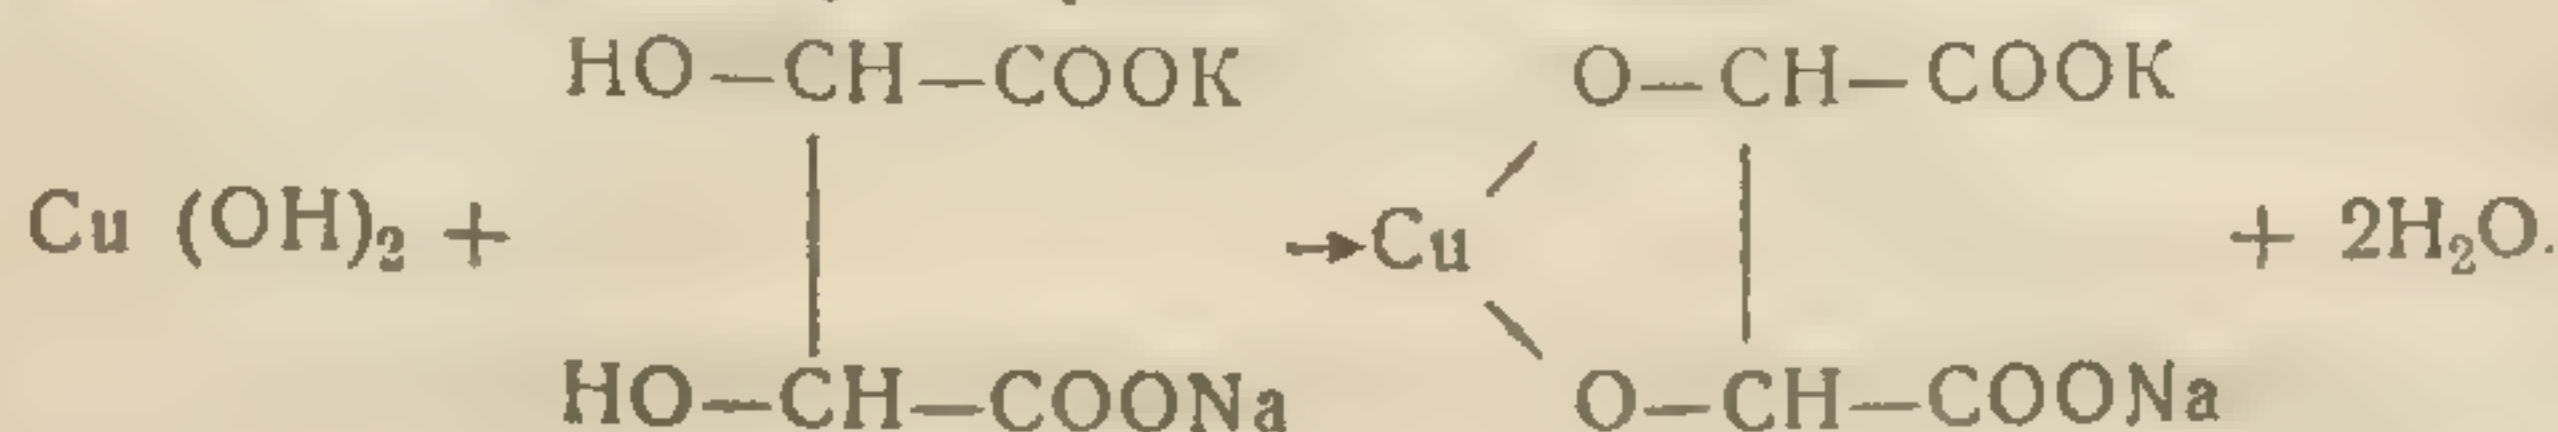 HO—CH—COOK O—CH—COOK
Cu (OH)₂ + → Cu + 2H₂O.
HO—CH—COONa O—CH—COONa